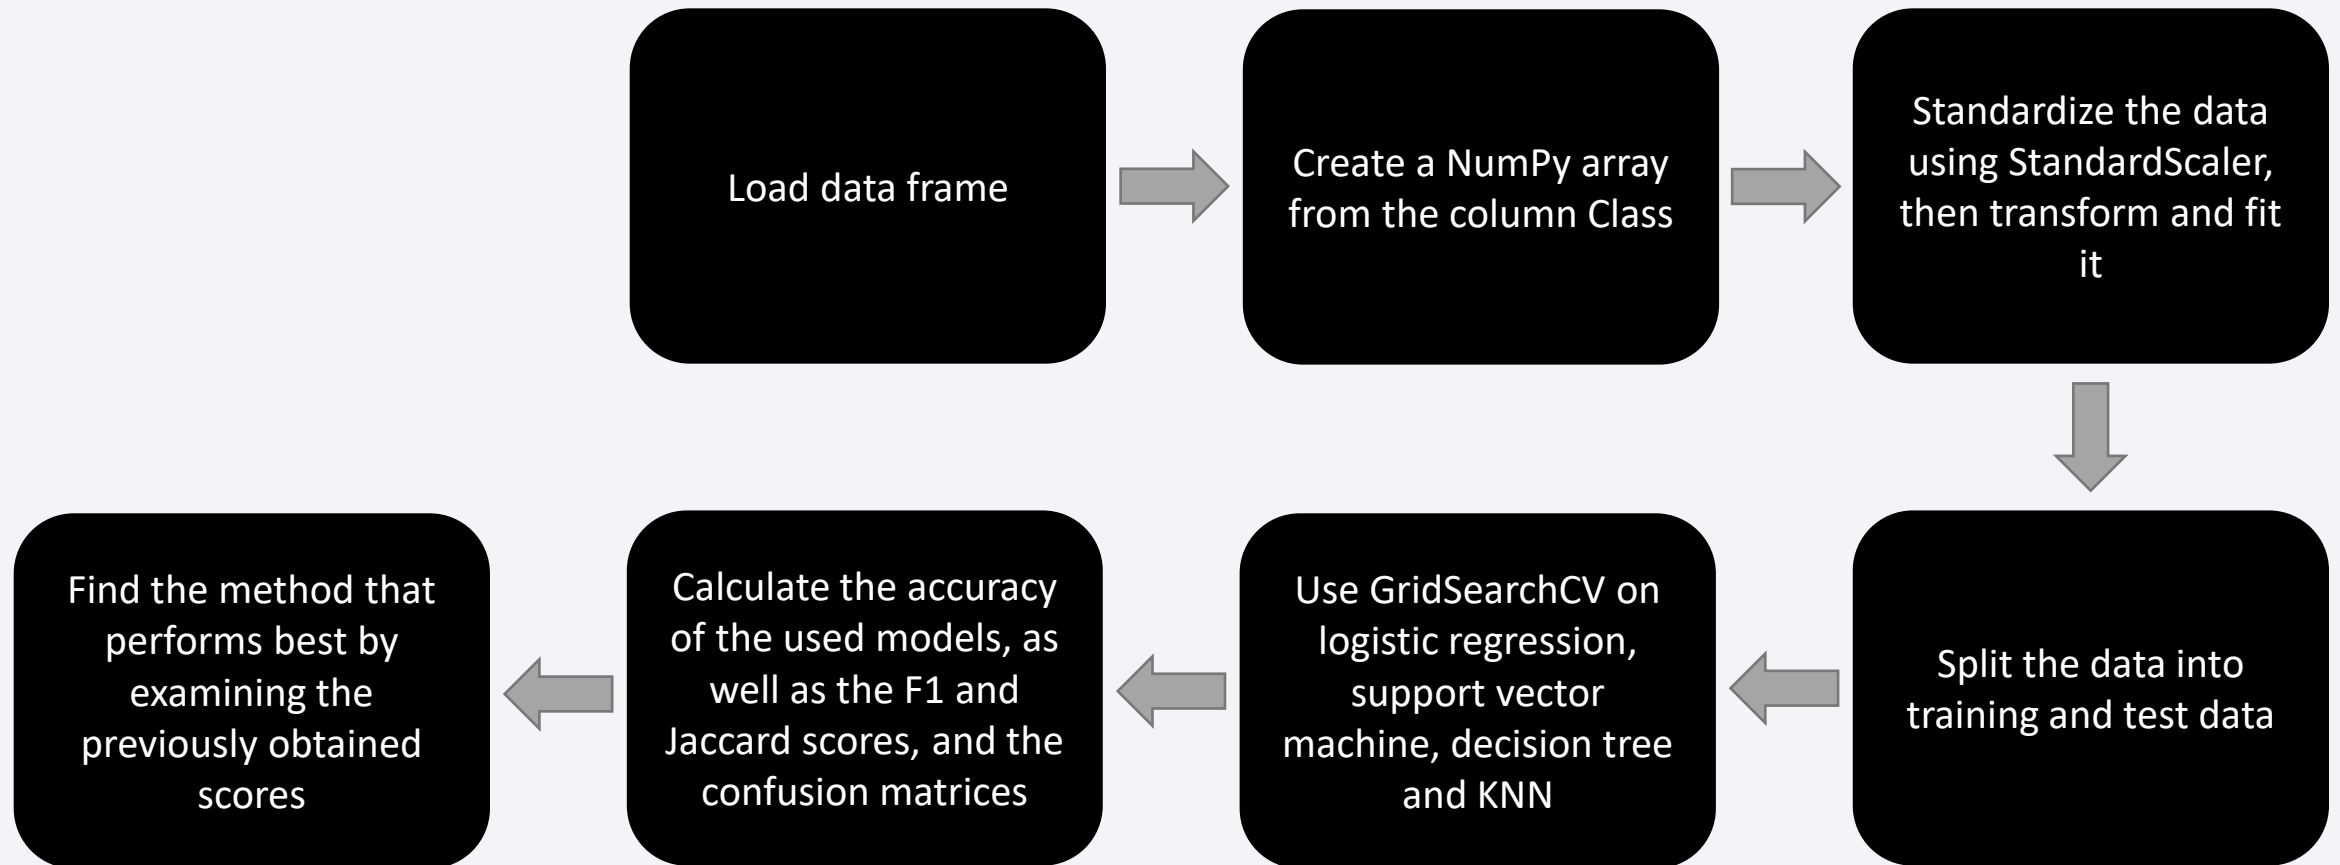 Load data frame
Create a NumPy array
from the column Class
Standardize the data
using StandardScaler,
then transform and fit
it
Split the data into
training and test data
Use GridSearchCV on
logistic regression,
support vector
machine, decision tree
and KNN
Calculate the accuracy
of the used models, as
well as the F1 and
Jaccard scores, and the
confusion matrices
Find the method that
performs best by
examining the
previously obtained
scores